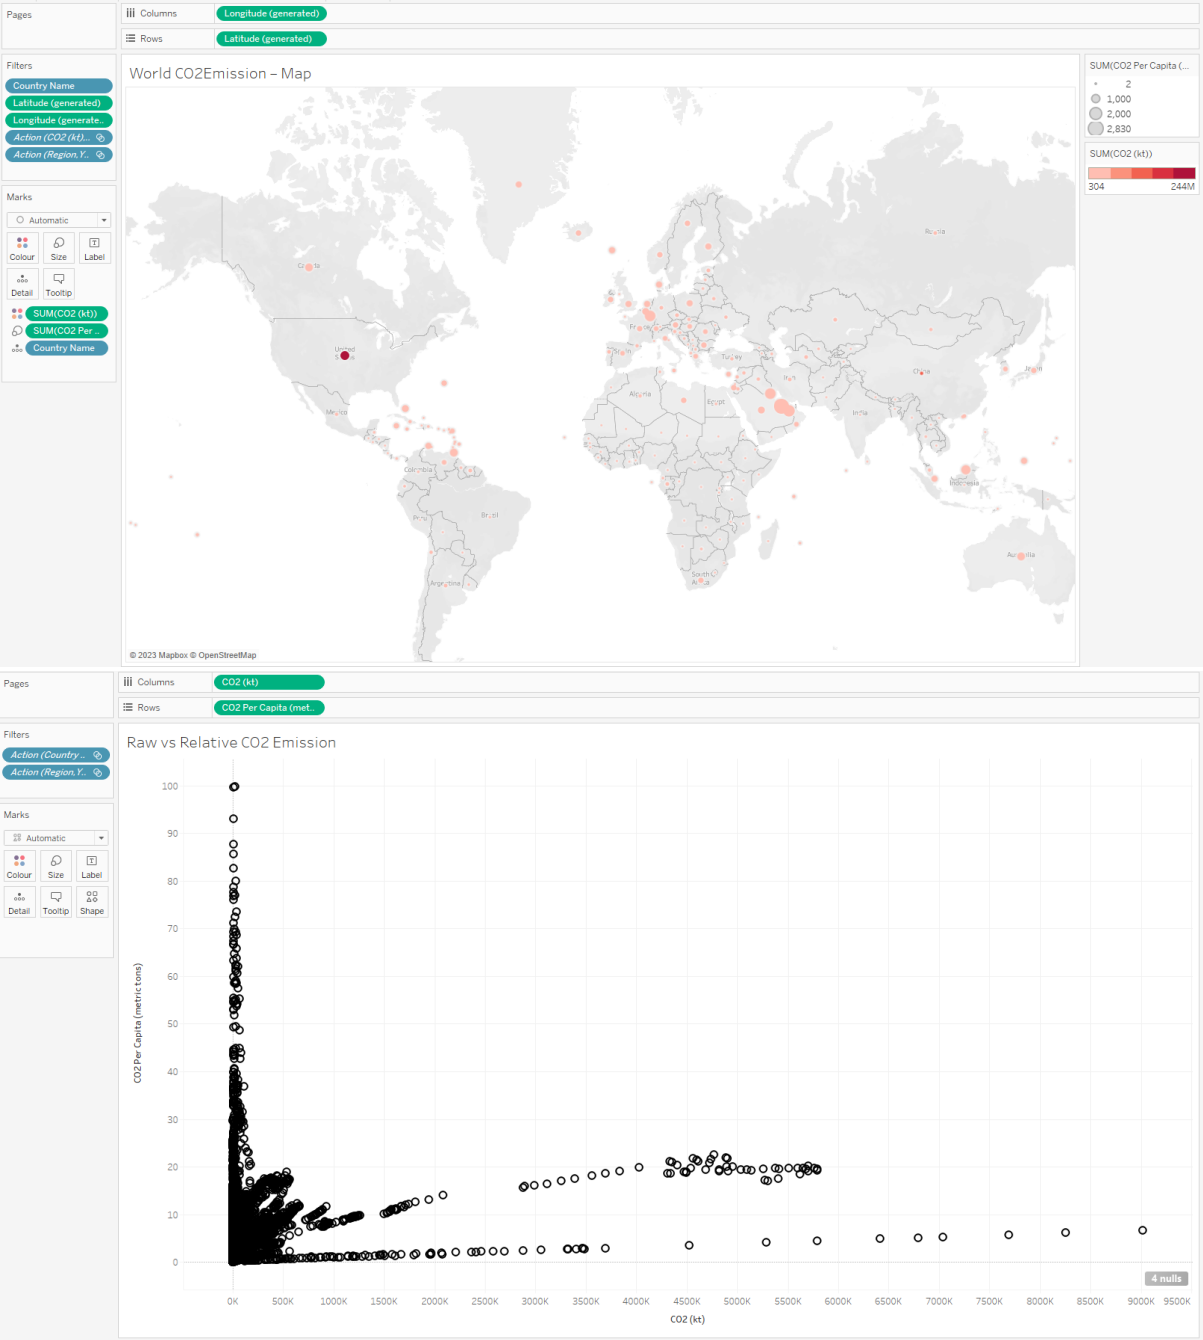 Pages
Columns
Longitude (generated)
Rows
Latitude (generated)
Filters
Country Name
Latitude (generated)
Longitude (generate..
Action (CO2 (kt),..
Action (Region,Y..
Marks
Automatic
Colour Size Label
Detail Tooltip
SUM(CO2 (kt))
SUM(CO2 Per ..
Country Name
World CO2Emission – Map
Russia
United
Mexico
Colombia
Peru
Brazil
Argentina
Spain
Turkey
Algeria
Egypt
Iran
China
India
Indonesia
South
© 2023 Mapbox © OpenStreetMap
SUM(CO2 Per Capita (...
2
1,000
2,000
2,830
SUM(CO2 (kt))
304 244M
Pages
Columns
CO2 (kt)
Rows
CO2 Per Capita (met..
Filters
Action (Country ..
Action (Region,Y..
Marks
Automatic
Colour Size Label
Detail Tooltip Shape
Raw vs Relative CO2 Emission
CO2 Per Capita (metric tons)
100
90
80
70
60
50
40
30
20
10
0
4 nulls
0K 500K 1000K 1500K 2000K 2500K 3000K 3500K 4000K 4500K 5000K 5500K 6000K 6500K 7000K 7500K 8000K 8500K 9000K 9500K
CO2 (kt)